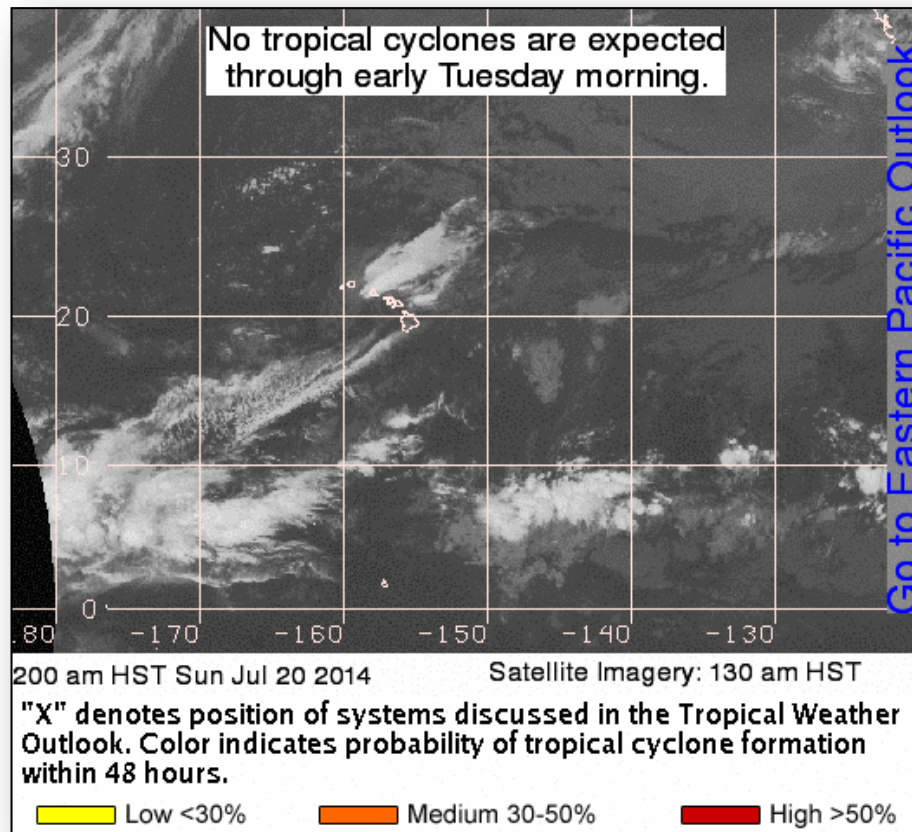 No tropical cyclones are expected
through early Tuesday morning.
Go to Eastern Pacific Outlook
30
20
10
0
.80 -170 -160 -150 -140 -130
200 am HST Sun Jul 20 2014 Satellite Imagery: 130 am HST
"X" denotes position of systems discussed in the Tropical Weather
Outlook. Color indicates probability of tropical cyclone formation
within 48 hours.
Low <30% Medium 30-50% High >50%